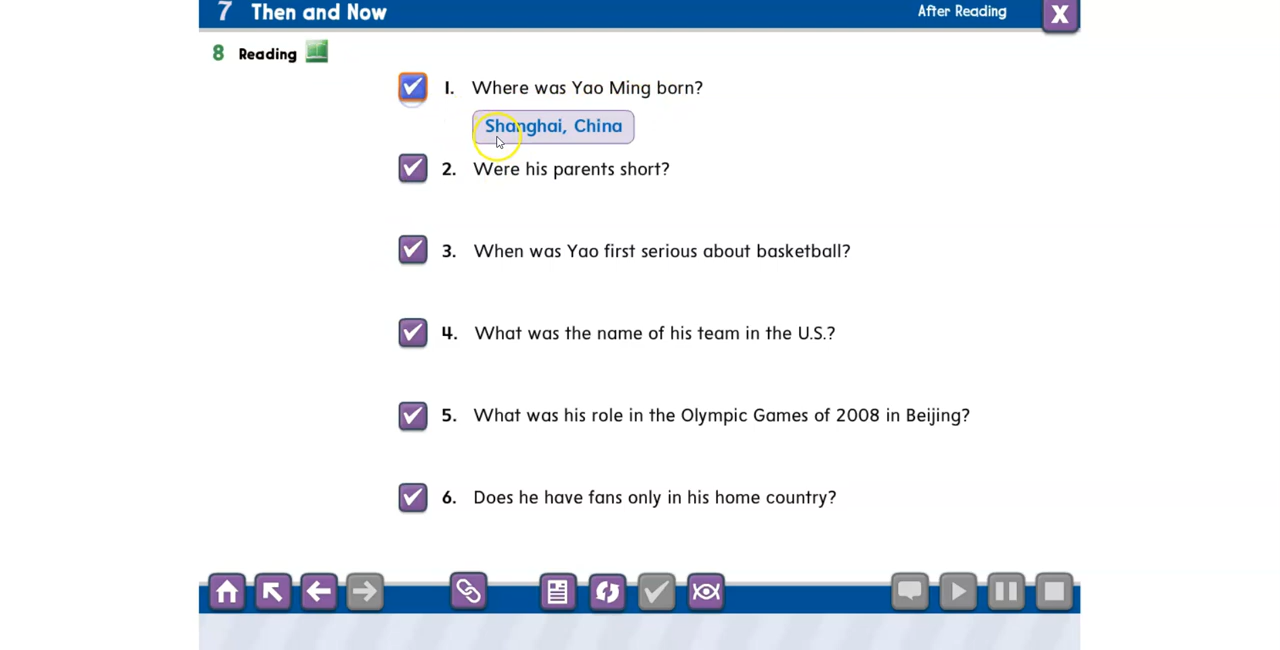 7 Then and Now After Reading X
8 Reading
1. Where was Yao Ming born?
Shanghai, China
2. Were his parents short?
3. When was Yao first serious about basketball?
4. What was the name of his team in the U.S.?
5. What was his role in the Olympic Games of 2008 in Beijing?
6. Does he have fans only in his home country?